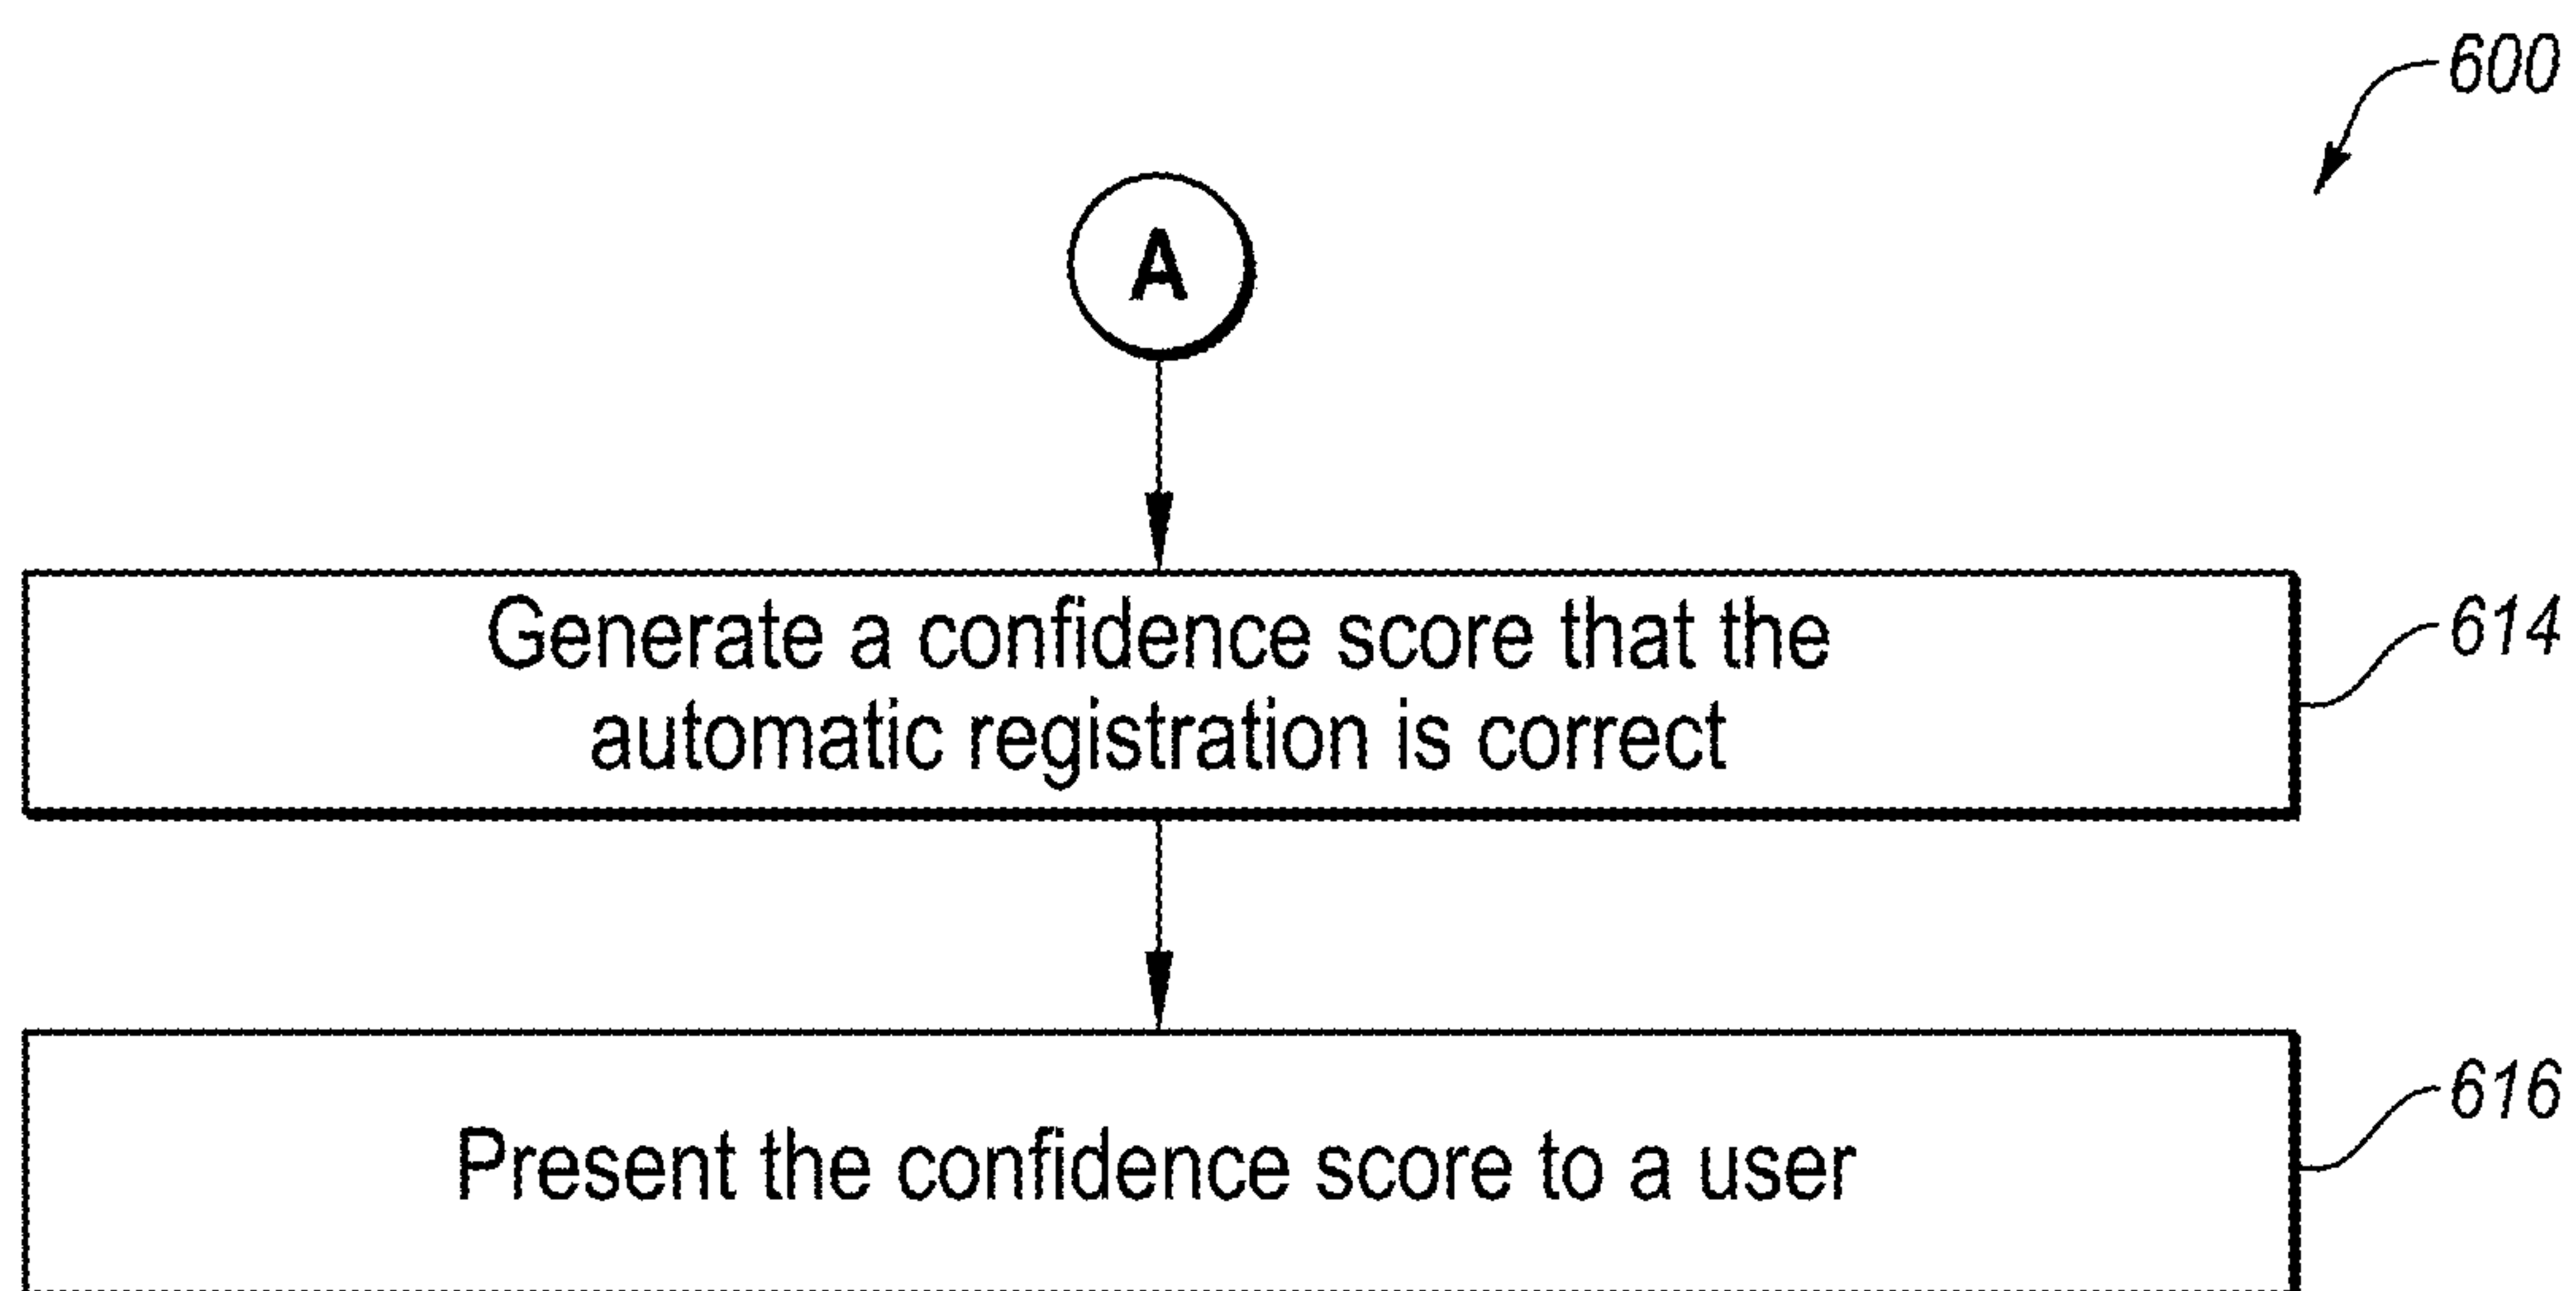 600
A
Generate a confidence score that the
automatic registration is correct
614
Present the confidence score to a user
616